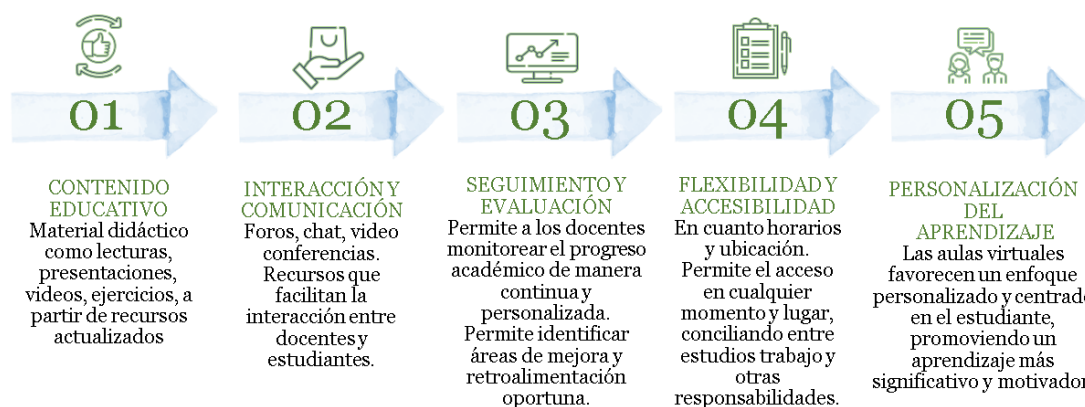 01
CONTENIDO
EDUCATIVO
Material didáctico
como lecturas,
presentaciones,
videos, ejercicios, a
partir de recursos
actualizados
02
INTERACCIÓN Y
COMUNICACIÓN
Foros, chat, video
conferencias.
Recursos que
facilitan la
interacción entre
docentes y
estudiantes.
03
SEGUIMIENTO Y
EVALUACIÓN
Permite a los docentes
monitorear el progreso
académico de manera
continua y
personalizada.
Permite identificar
áreas de mejora y
retroalimentación
oportuna.
04
FLEXIBILIDAD Y
ACCESIBILIDAD
En cuanto horarios
y ubicación.
Permite el acceso
en cualquier
momento y lugar,
conciliando entre
estudios trabajo y
otras
responsabilidades.
05
PERSONALIZACIÓN
DEL
APRENDIZAJE
Las aulas virtuales
favorecen un enfoque
personalizado y centrado
en el estudiante,
promoviendo un
aprendizaje más
significativo y motivador